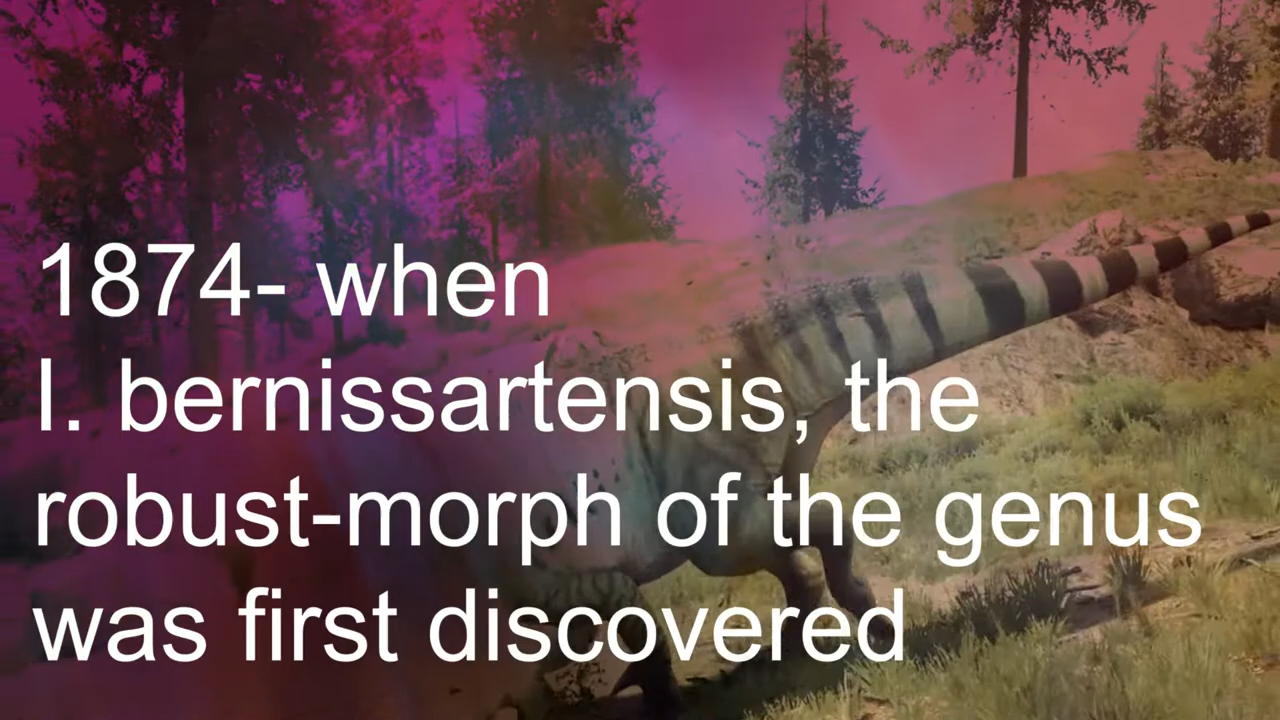 1874- when
I. bernissartensis, the
robust-morph of the genus
was first discovered